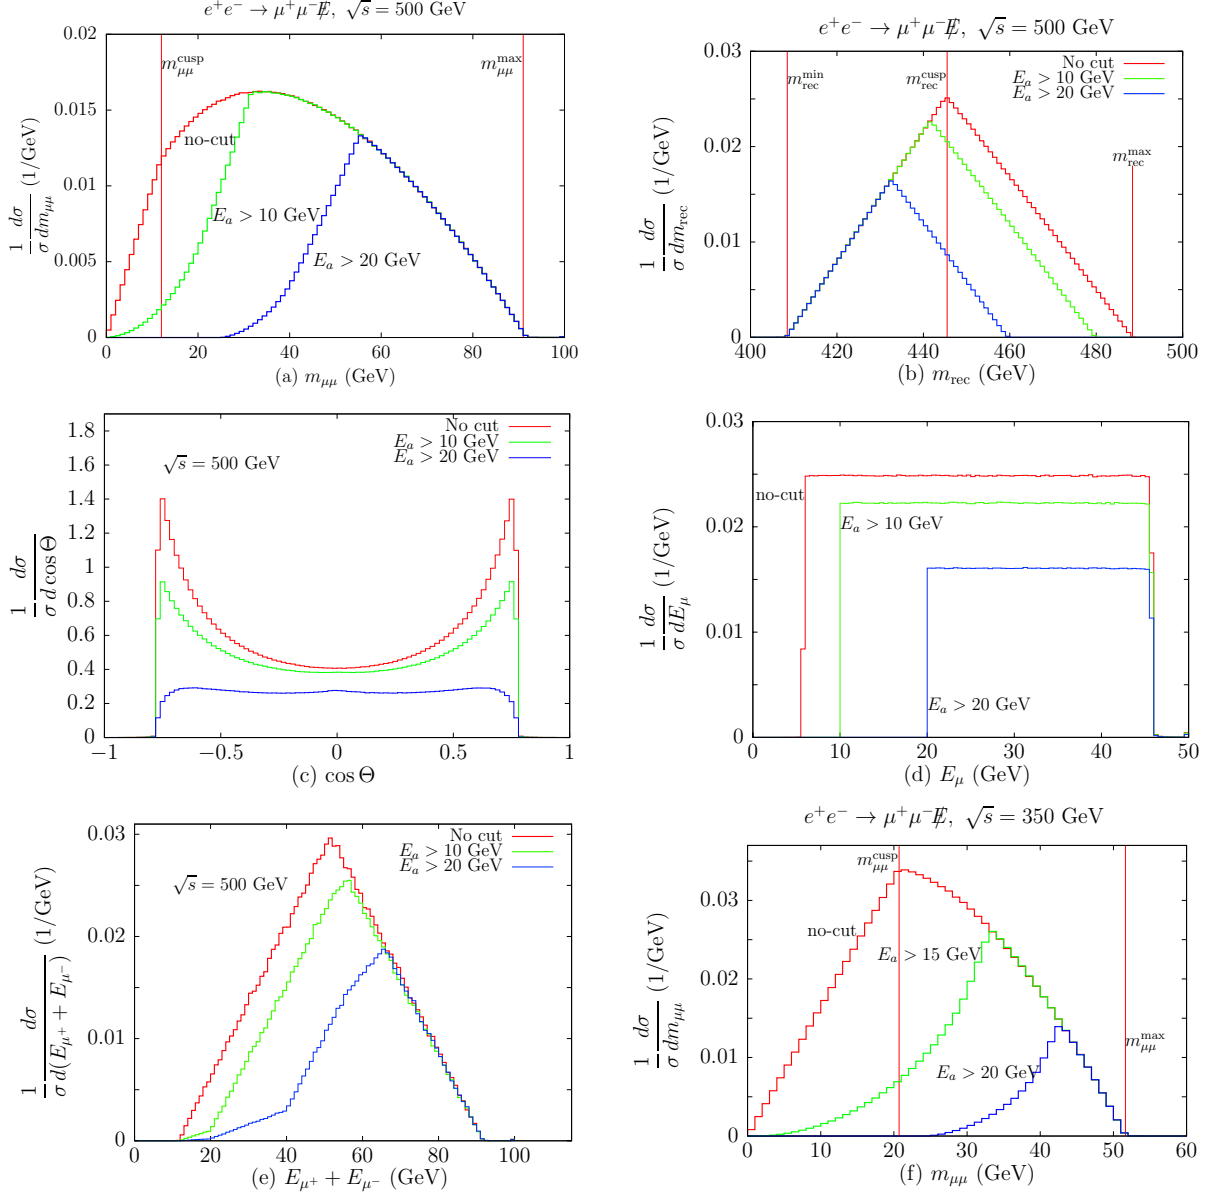 e⁺e⁻ → μ⁺μ⁻E̸, √s = 500 GeV
0.02
0.015
0.01
0.005
0
1/σ dσ/dm_μμ (1/GeV)
m_μμ^cusp
m_μμ^max
no-cut
E_a > 10 GeV
E_a > 20 GeV
0 20 40 60 80 100
(a) m_μμ (GeV)
e⁺e⁻ → μ⁺μ⁻E̸, √s = 500 GeV
0.03
0.02
0.01
0
1/σ dσ/dm_rec (1/GeV)
No cut
E_a > 10 GeV
E_a > 20 GeV
m_rec^min
m_rec^cusp
m_rec^max
400 420 440 460 480 500
(b) m_rec (GeV)
1.8
1.6
1.4
1.2
1
0.8
0.6
0.4
0.2
0
1/σ dσ/d cos Θ
No cut
E_a > 10 GeV
E_a > 20 GeV
√s = 500 GeV
−1 −0.5 0 0.5 1
(c) cos Θ
0.03
0.02
0.01
0
1/σ dσ/dE_μ (1/GeV)
no-cut
E_a > 10 GeV
E_a > 20 GeV
0 10 20 30 40 50
(d) E_μ (GeV)
0.03
0.02
0.01
0
1/σ dσ/d(E_μ⁺ + E_μ⁻) (1/GeV)
No cut
E_a > 10 GeV
E_a > 20 GeV
√s = 500 GeV
0 20 40 60 80 100
(e) E_μ⁺ + E_μ⁻ (GeV)
e⁺e⁻ → μ⁺μ⁻E̸, √s = 350 GeV
0.03
0.02
0.01
0
1/σ dσ/dm_μμ (1/GeV)
m_μμ^cusp
no-cut
E_a > 15 GeV
E_a > 20 GeV
m_μμ^max
0 10 20 30 40 50 60
(f) m_μμ (GeV)